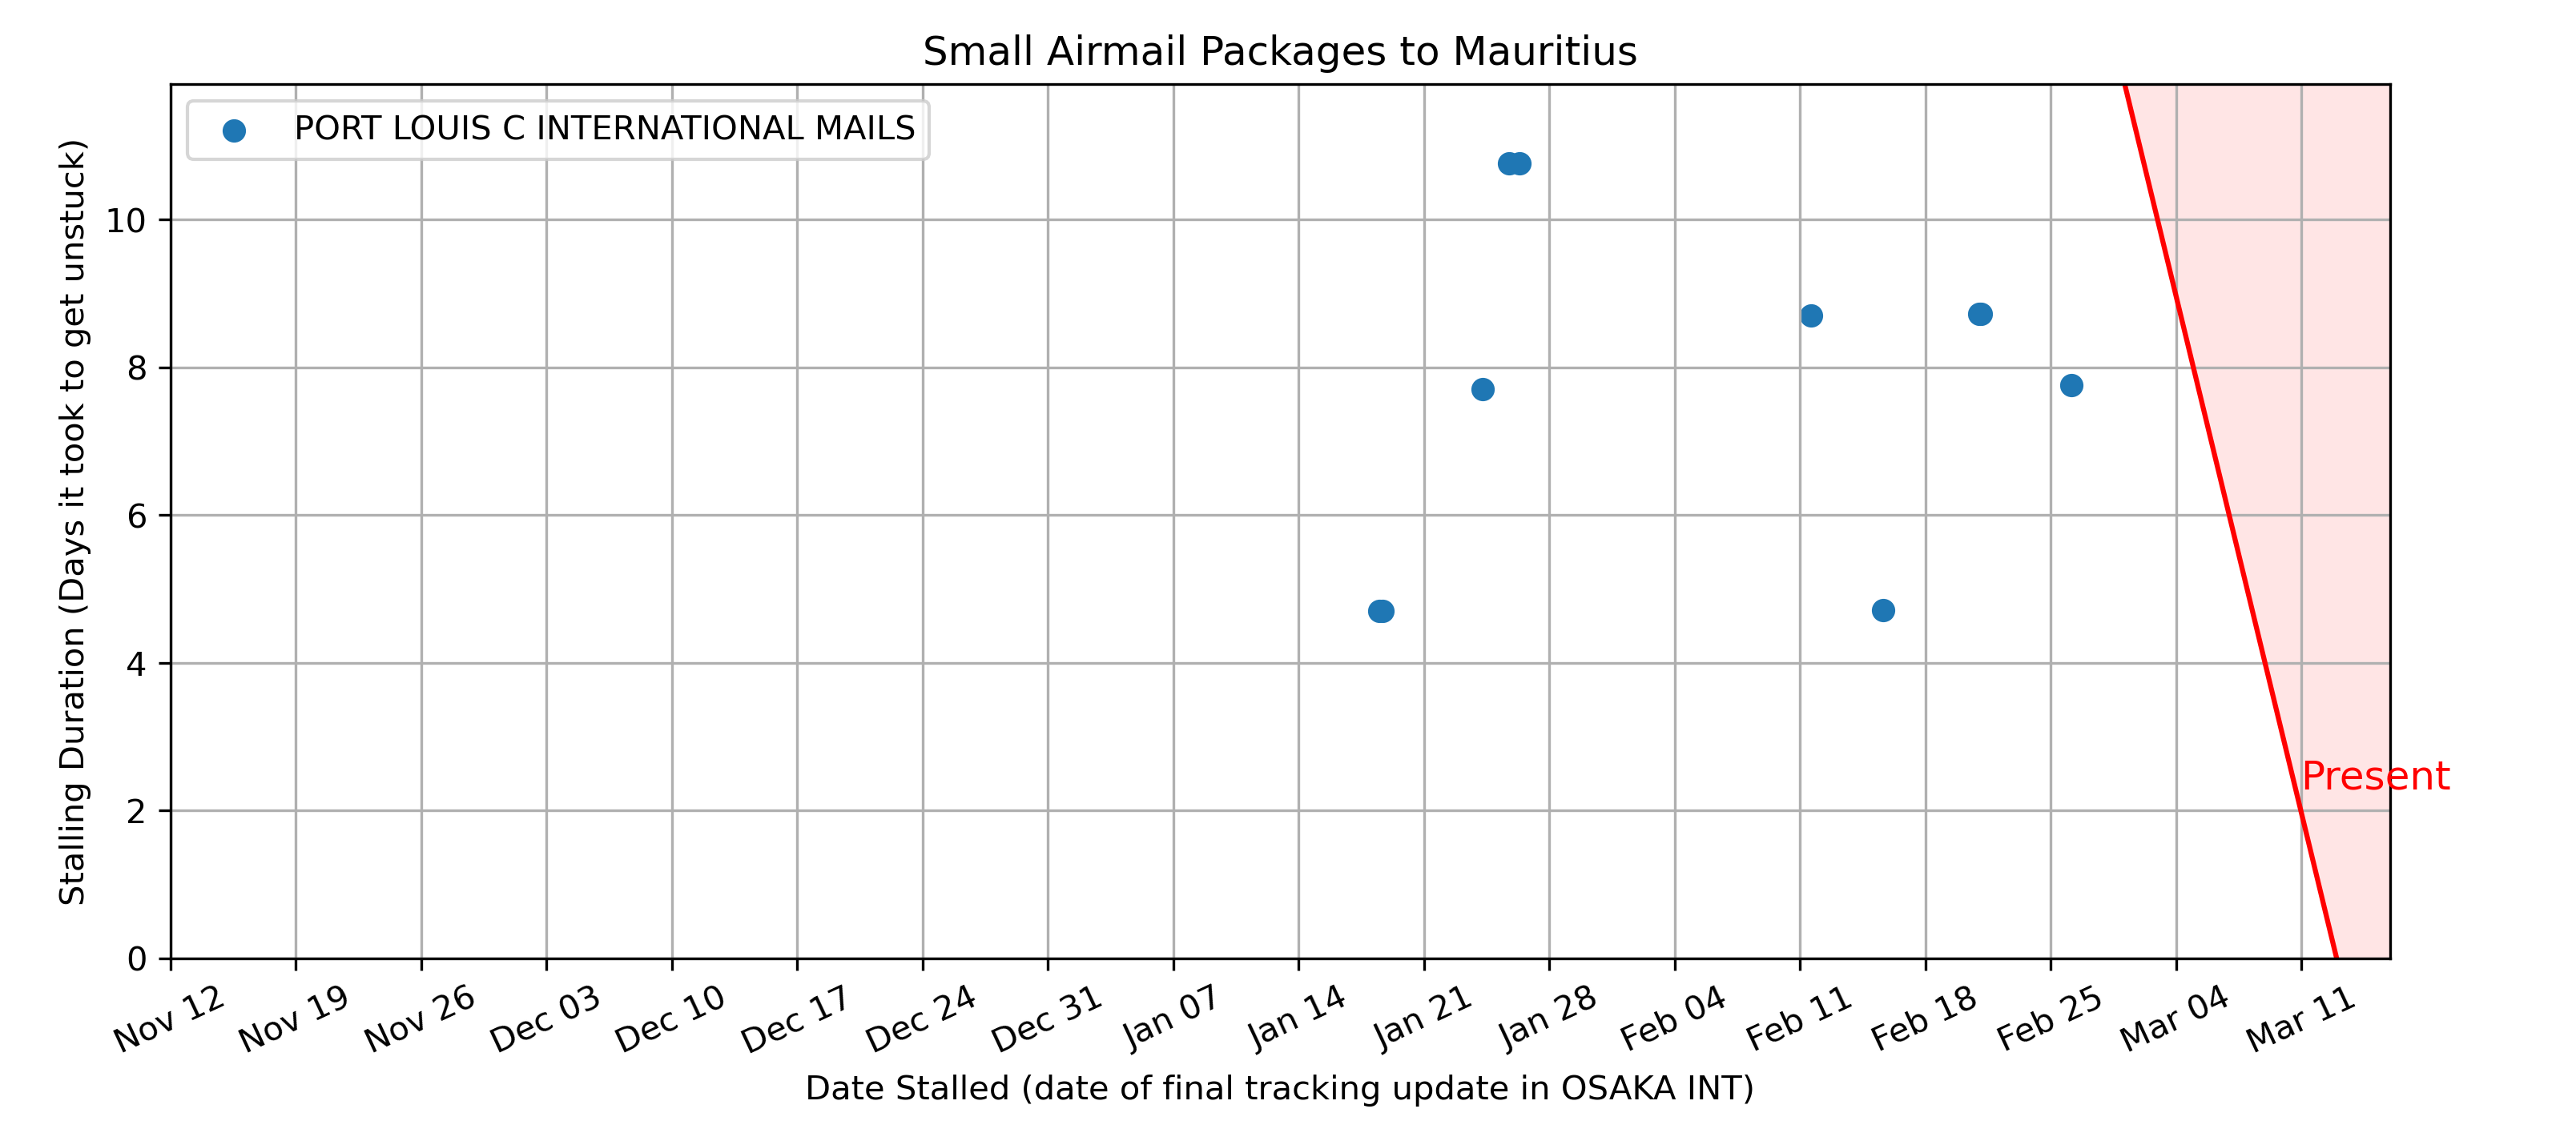 Small Airmail Packages to Mauritius
PORT LOUIS C INTERNATIONAL MAILS
Stalling Duration (Days it took to get unstuck)
10
8
6
4
2
0
Present
Nov 12
Nov 19
Nov 26
Dec 03
Dec 10
Dec 17
Dec 24
Dec 31
Jan 07
Jan 14
Jan 21
Jan 28
Feb 04
Feb 11
Feb 18
Feb 25
Mar 04
Mar 11
Date Stalled (date of final tracking update in OSAKA INT)